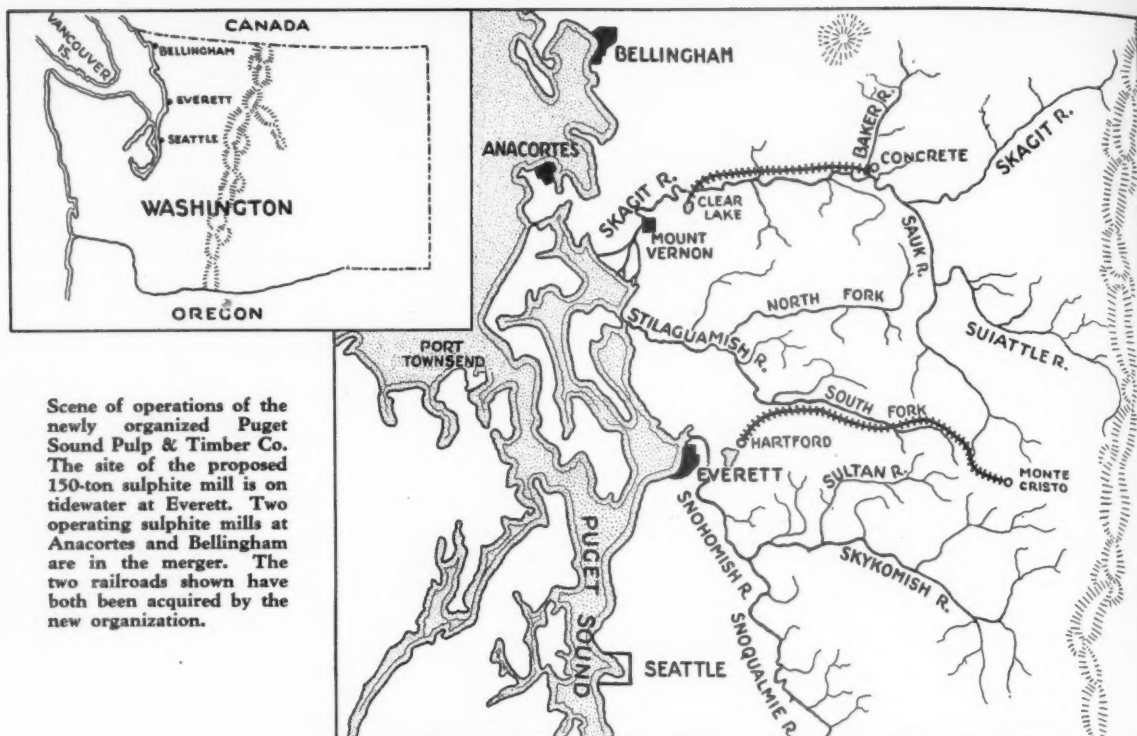 CANADA
VANCOUVER
IS.
BELLINGHAM
EVERETT
SEATTLE
WASHINGTON
OREGON
BELLINGHAM
ANACORTES
BAKER R.
CONCRETE
SKAGIT R.
SKAGIT R.
CLEAR
LAKE
MOUNT
VERNON
SAUK R.
NORTH FORK
STILAGUAMISH R.
SUIATTLE R.
PORT
TOWNSEND
SOUTH FORK
HARTFORD
EVERETT
SULTAN R.
MONTE
CRISTO
SNOHOMISH R.
SKYKOMISH R.
PUGET SOUND
SNOQUALMIE R.
SEATTLE
Scene of operations of the
newly organized Puget
Sound Pulp & Timber Co.
The site of the proposed
150-ton sulphite mill is on
tidewater at Everett. Two
operating sulphite mills at
Anacortes and Bellingham
are in the merger. The
two railroads shown have
both been acquired by the
new organization.